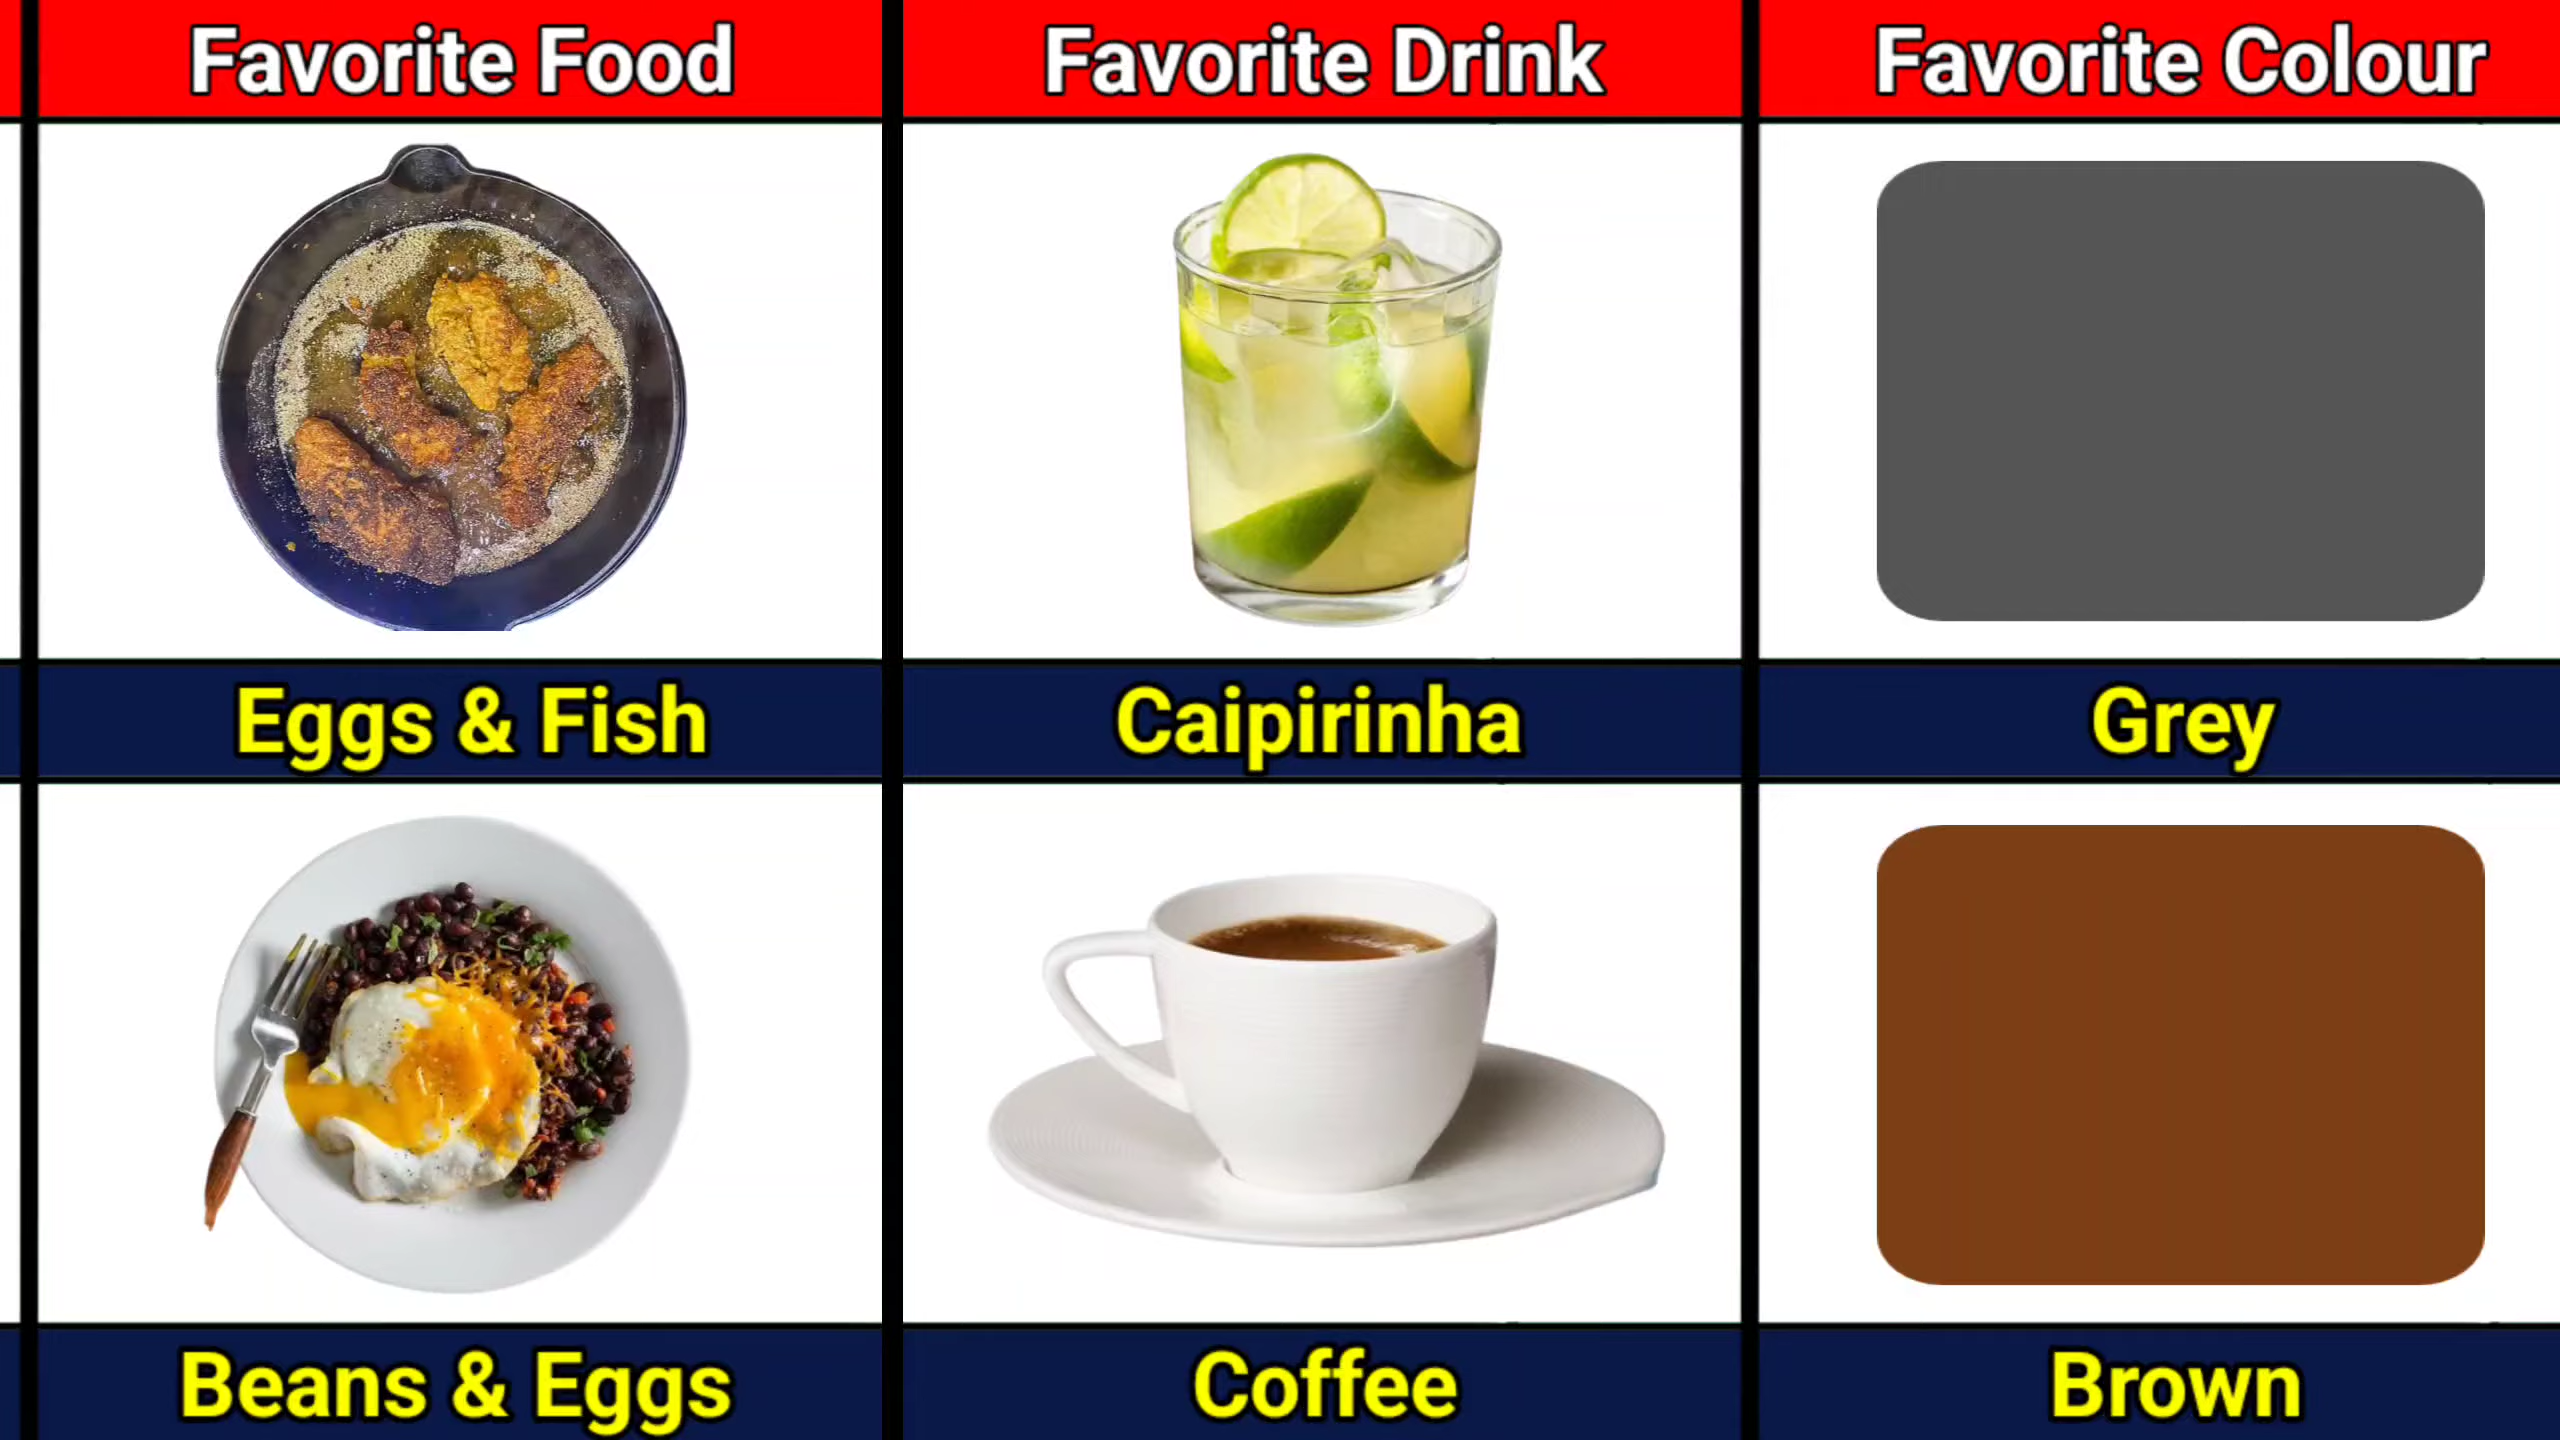 Favorite Food
Favorite Drink
Favorite Colour
Eggs & Fish
Caipirinha
Grey
Beans & Eggs
Coffee
Brown